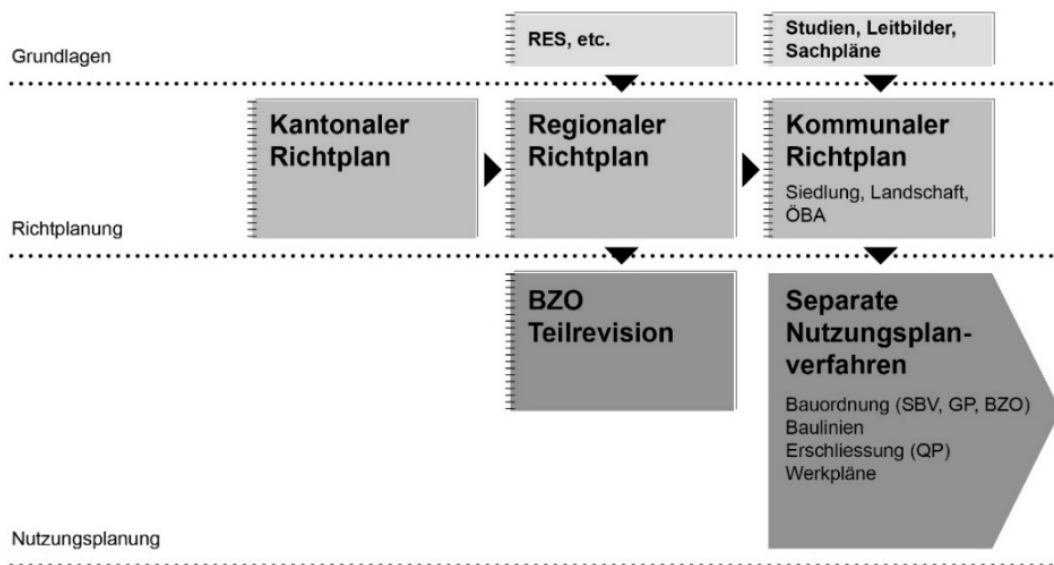 RES, etc.
Studien, Leitbilder,
Sachpläne
Grundlagen
Kantonaler
Richtplan
Regionaler
Richtplan
Kommunaler
Richtplan
Siedlung, Landschaft,
ÖBA
Richtplanung
BZO
Teilrevision
Separate
Nutzungsplan-
verfahren
Bauordnung (SBV, GP, BZO)
Baulinien
Erschliessung (QP)
Werkpläne
Nutzungsplanung